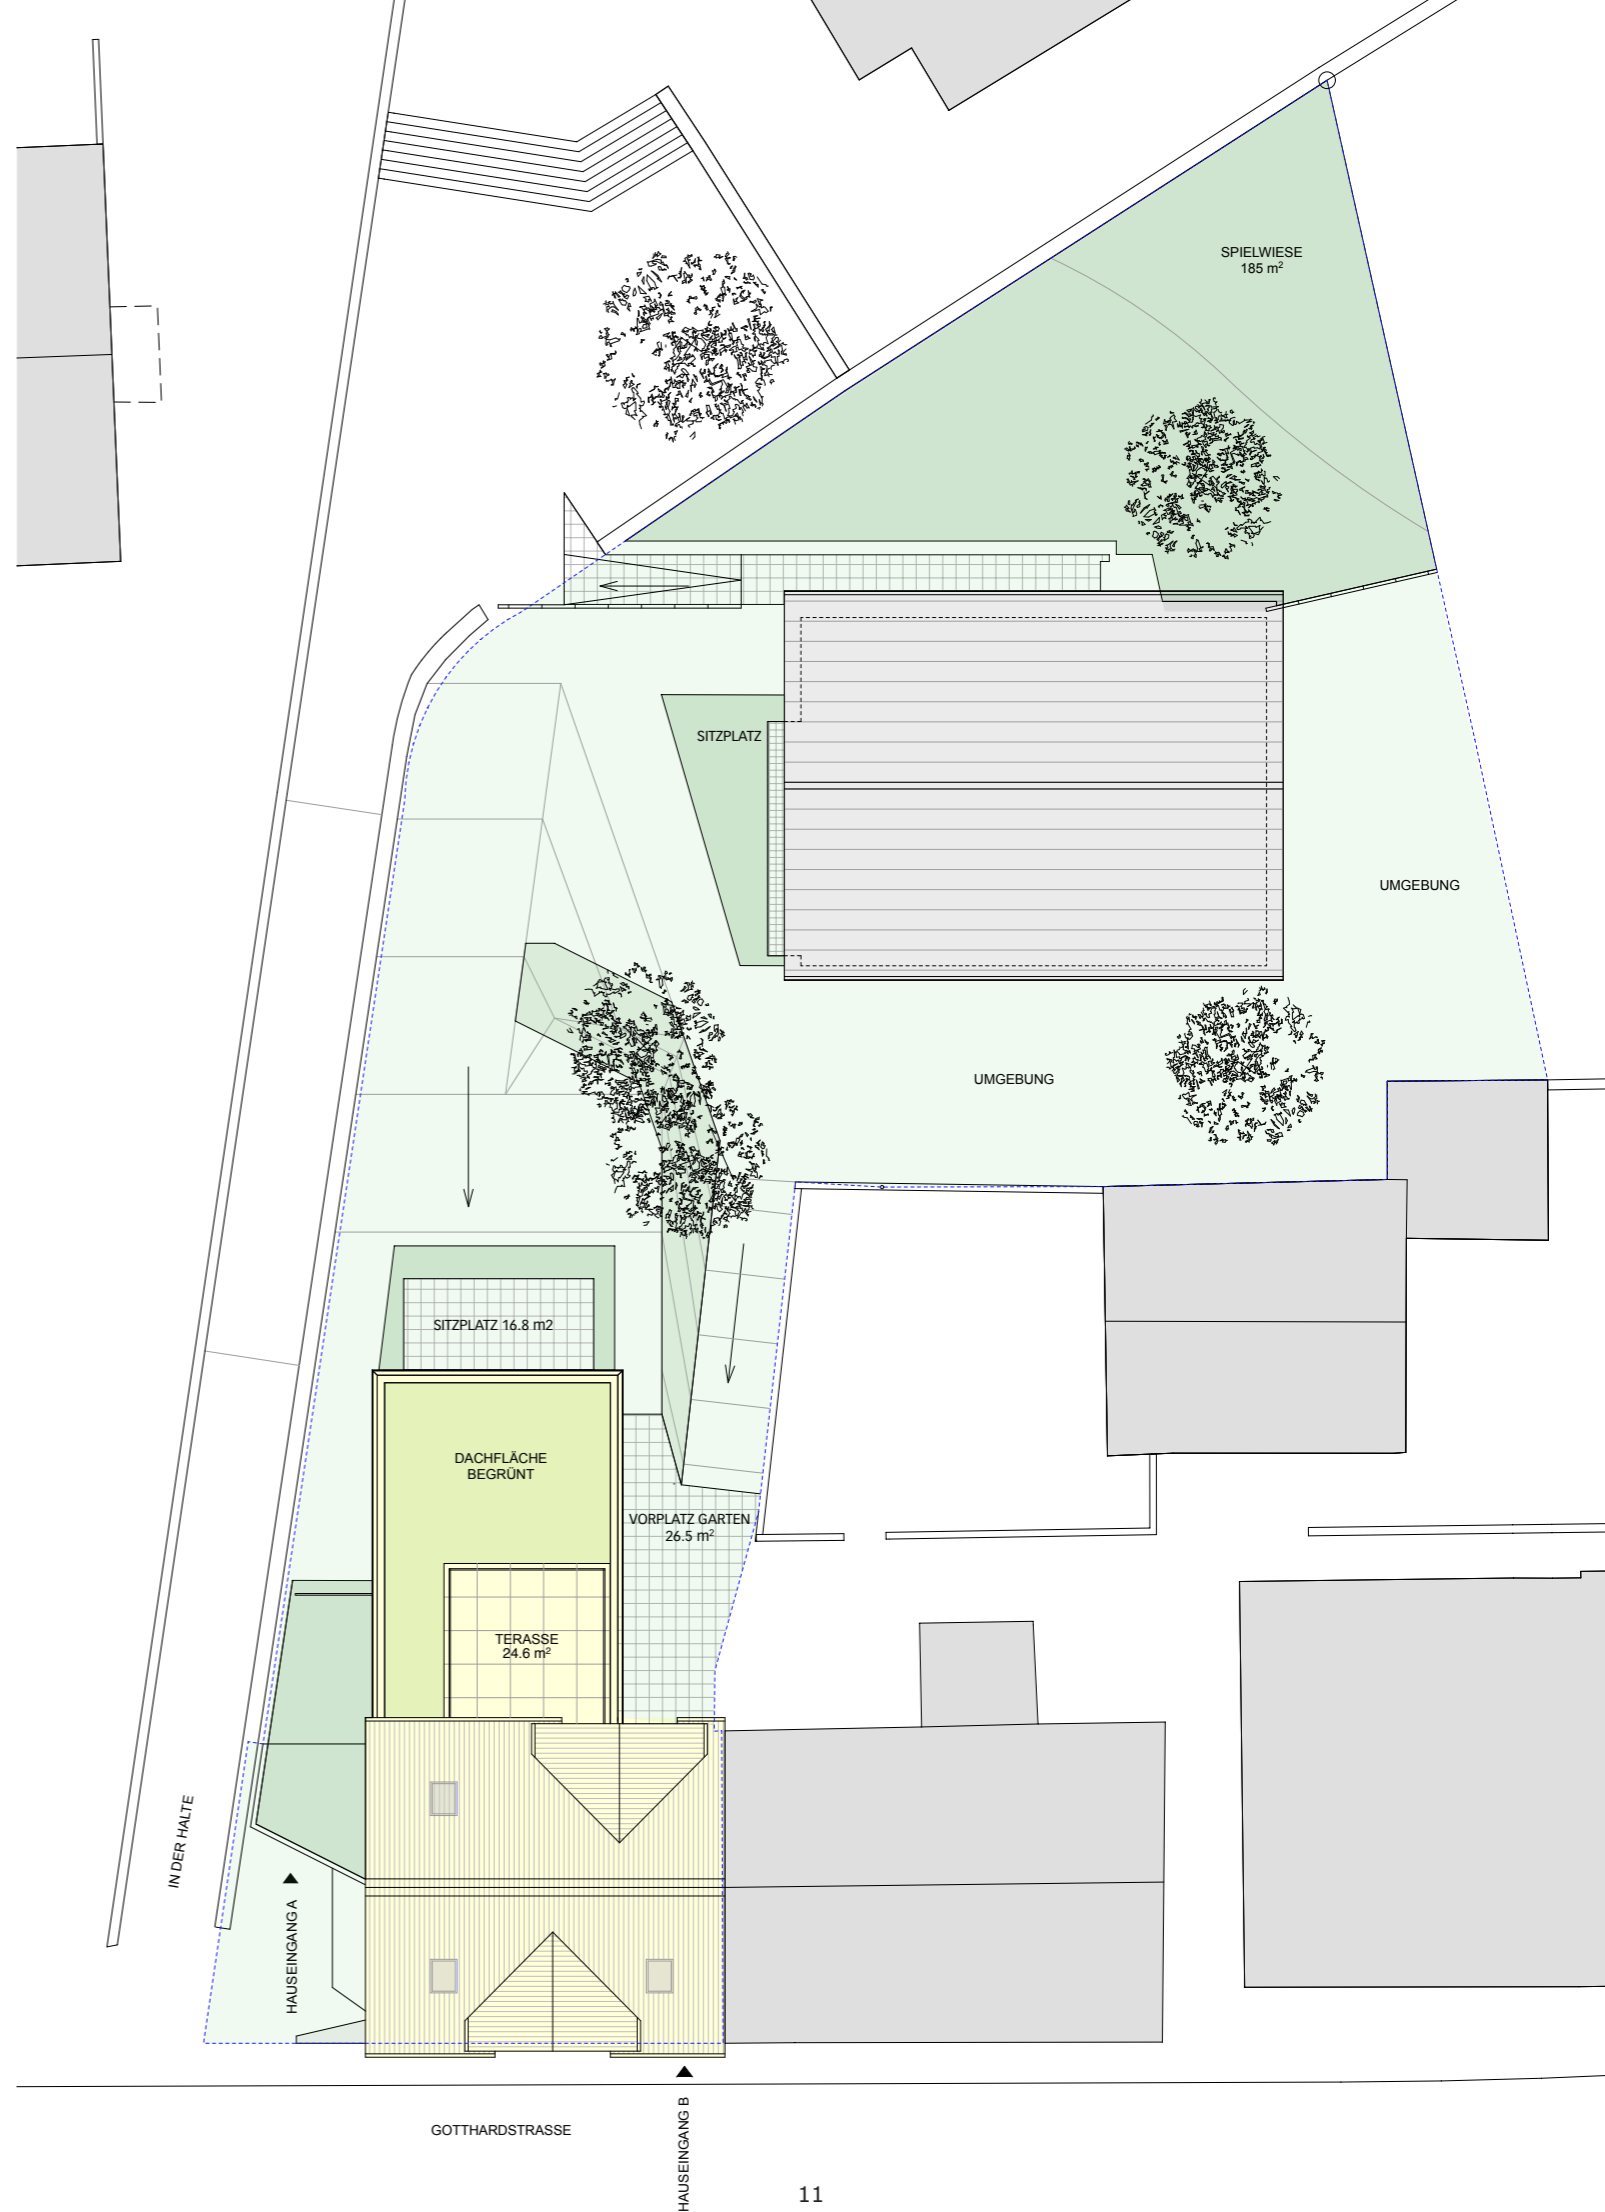 SPIELWIESE
185 m²
SITZPLATZ
UMGEBUNG
UMGEBUNG
SITZPLATZ 16.8 m2
DACHFLÄCHE
BEGRÜNT
VORPLATZ GARTEN
26.5 m²
TERASSE
24.6 m²
IN DER HALTE
HAUSEINGANG A
GOTTHARDSTRASSE
HAUSEINGANG B
11